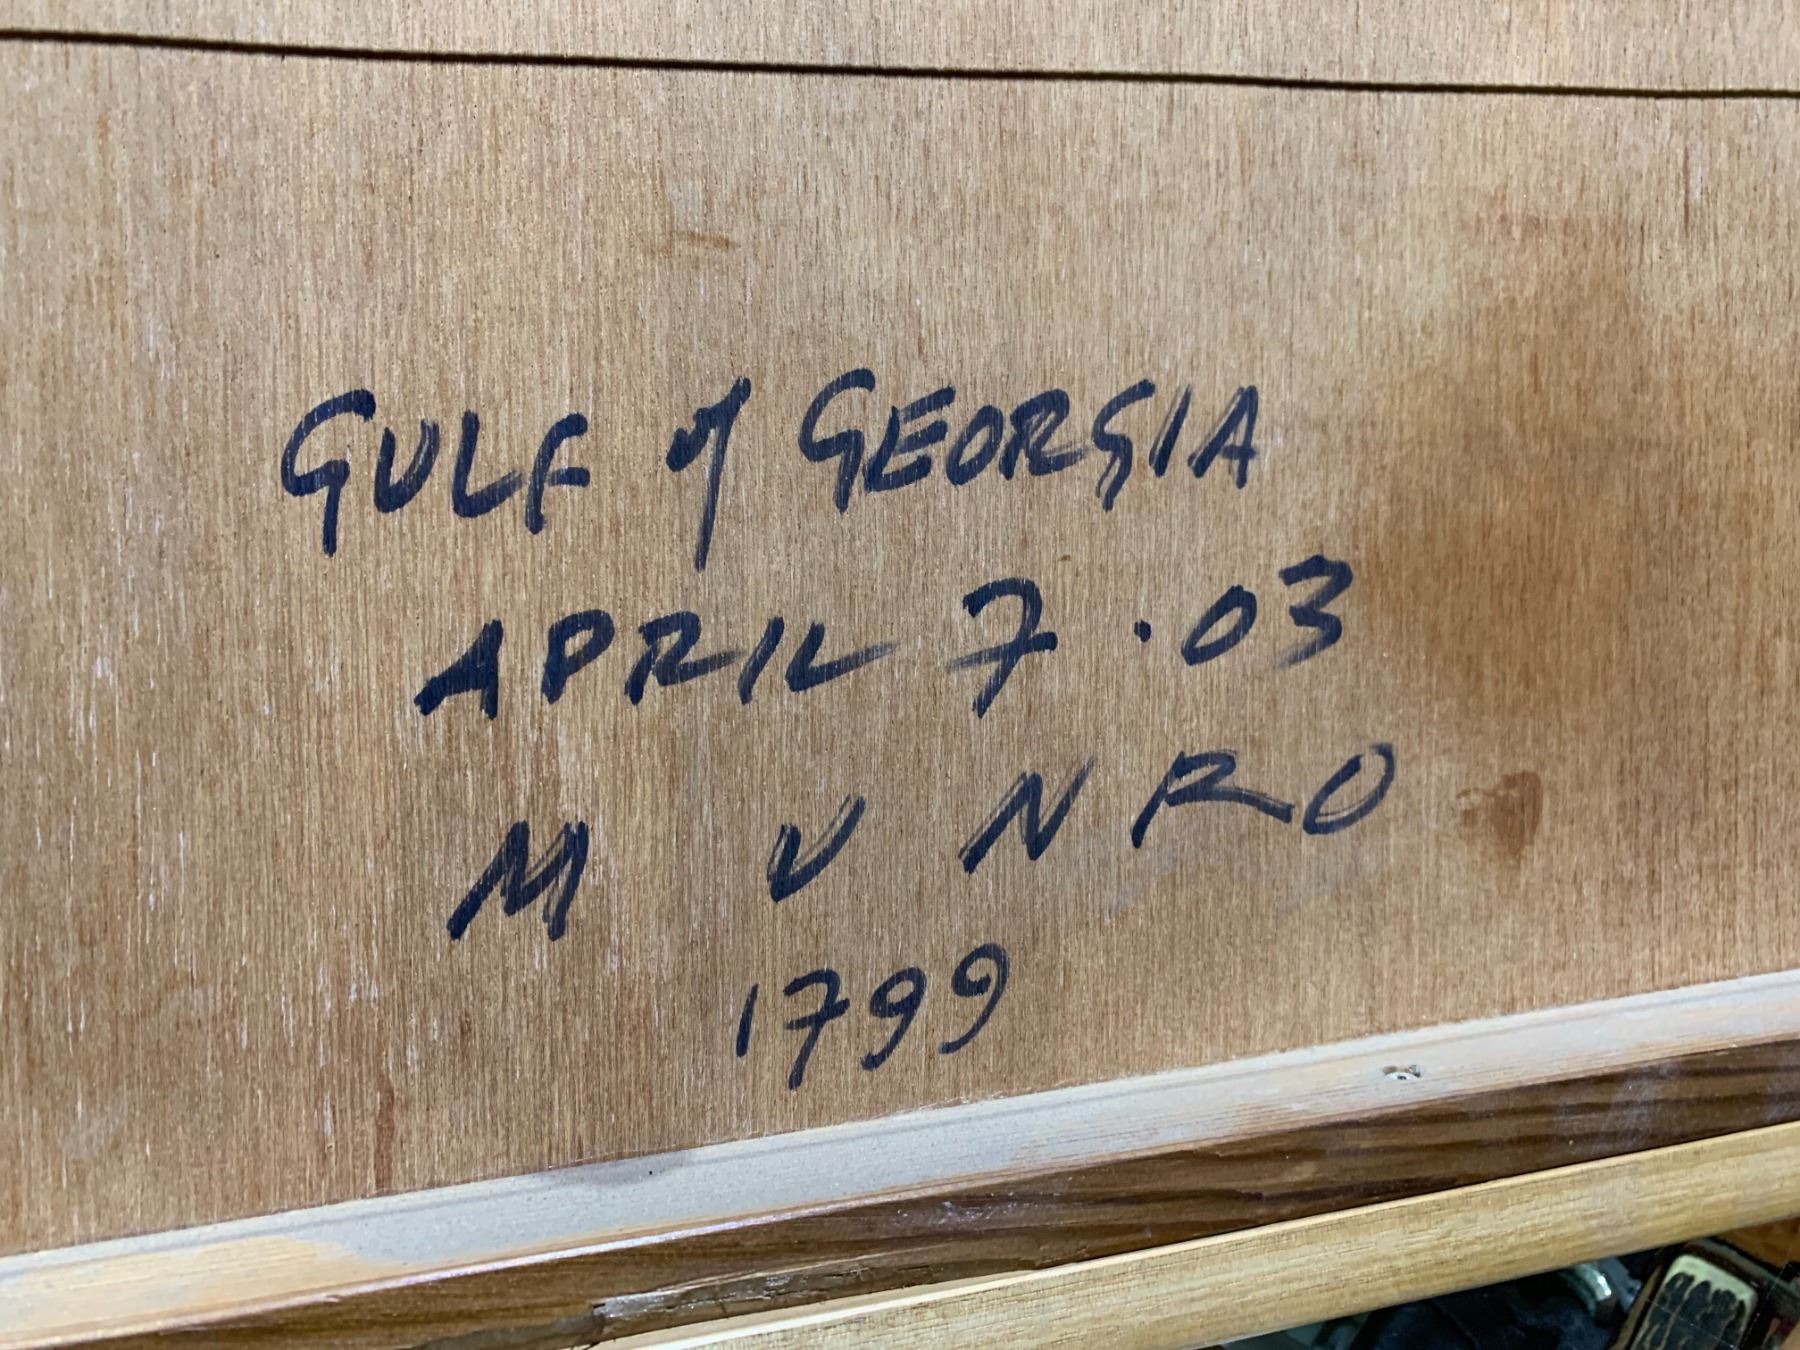 GULF of GEORGIA
APRIL 7.03
M U N R O
1799